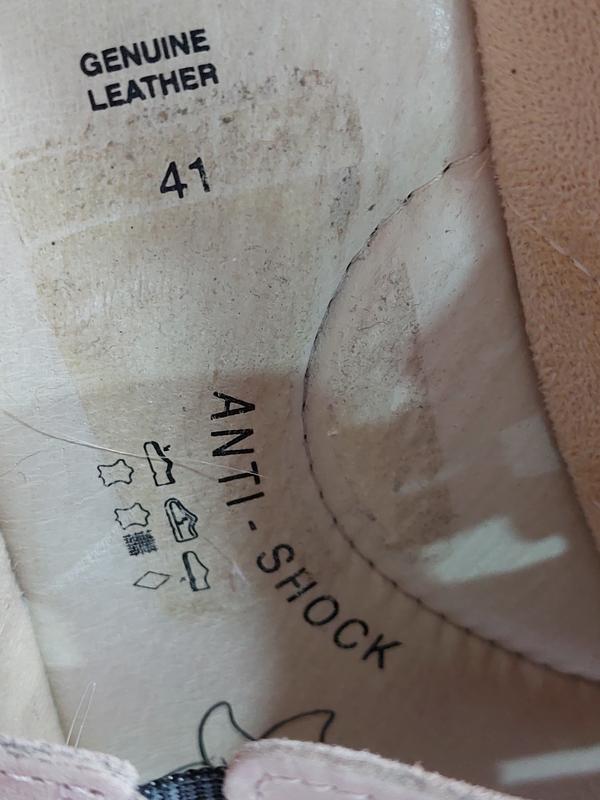 GENUINE
LEATHER
41
ANTI-SHOCK